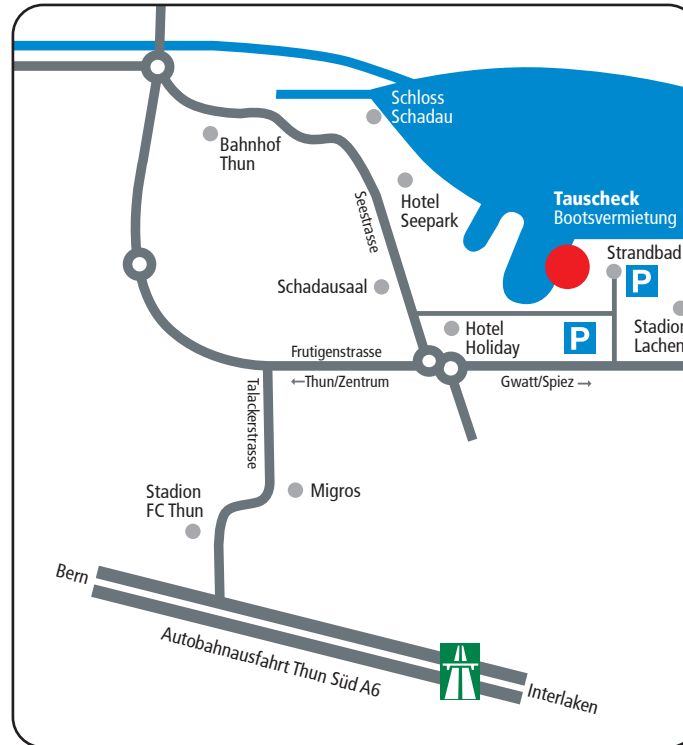 Schloss
Schadau
Bahnhof
Thun
Seestrasse
Hotel
Seepark
Tauscheck
Bootsvermietung
Strandbad
P
Schadausaal
Hotel
Holiday
P
Stadion
Lachen
Frutigenstrasse
←Thun/Zentrum
Gwatt/Spiez →
Talackerstrasse
Stadion
FC Thun
Migros
Bern
Autobahnausfahrt Thun Süd A6
Interlaken